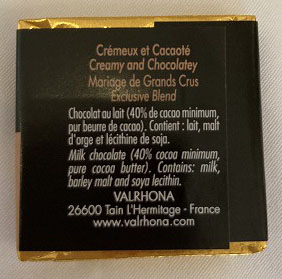 Crémeux et Cacaoté
Creamy and Chocolatey
Mariage de Grands Crus
Exclusive Blend
Chocolat au lait (40% de cacao minimum,
pur beurre de cacao). Contient : lait, malt
d'orge et lécithine de soja.
Milk chocolate (40% cocoa minimum,
pure cocoa butter). Contains: milk,
barley malt and soya lecithin.
VALRHONA
26600 Tain L'Hermitage - France
www.valrhona.com